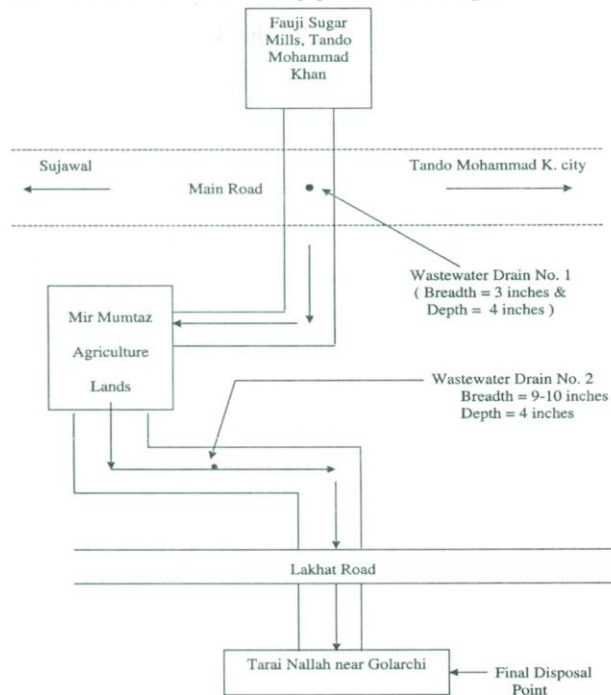 Fauji Sugar
Mills, Tando
Mohammad
Khan
Sujawal
Tando Mohammad K. city
Main Road
Wastewater Drain No. 1
( Breadth = 3 inches &
Depth = 4 inches )
Mir Mumtaz
Agriculture
Lands
Wastewater Drain No. 2
Breadth = 9-10 inches
Depth = 4 inches
Lakhat Road
Tarai Nallah near Golarchi
Final Disposal
Point